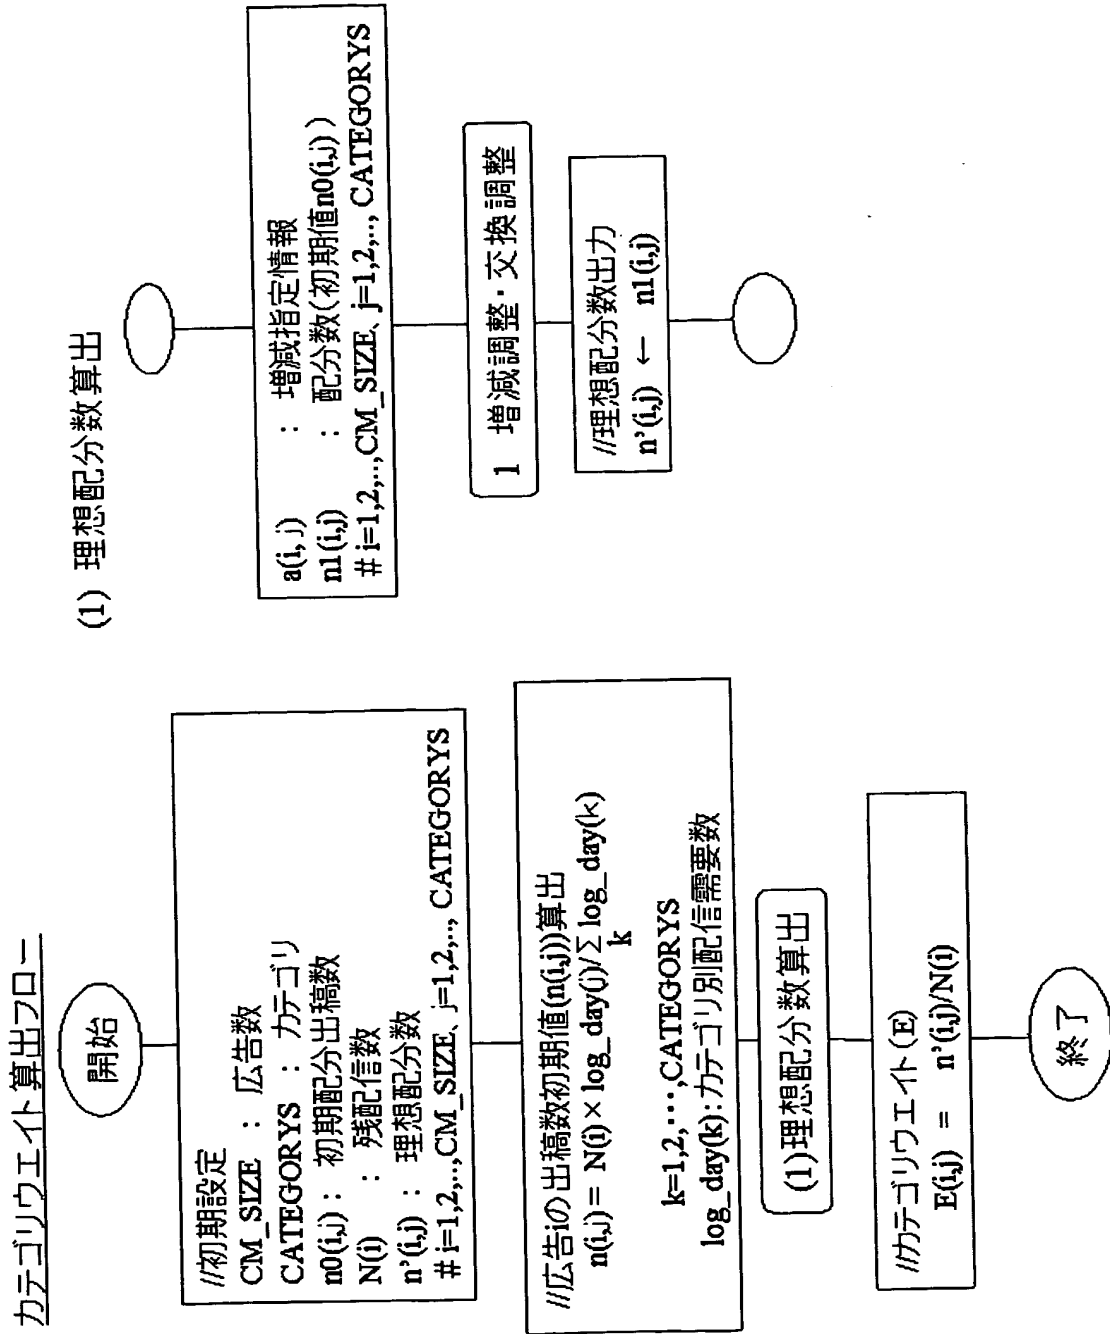 カテゴリウエイト算出フロー
開始
//初期設定
CM_SIZE : 広告数
CATEGORYS : カテゴリ
n0(i,j) : 初期配分出稿数
N(i) : 残配信数
n'(i,j) : 理想配分数
# i=1,2,..,CM_SIZE、j=1,2,.., CATEGORYS
//広告iの出稿数初期値(n(i,j))算出
n(i,j) = N(i) × log_day(j)/Σ log_day(k)
k
k=1,2,…,CATEGORYS
log_day(k):カテゴリ別配信需要数
(1)理想配分数算出
//カテゴリウエイト(E)
E(i,j) = n'(i,j)/N(i)
終了
(1) 理想配分数算出
a(i, j) : 増減指定情報
n1(i,j) : 配分数(初期値n0(i,j))
# i=1,2,..,CM_SIZE、j=1,2,.., CATEGORYS
1 増減調整・交換調整
//理想配分数出力
n'(i,j) ← n1(i,j)